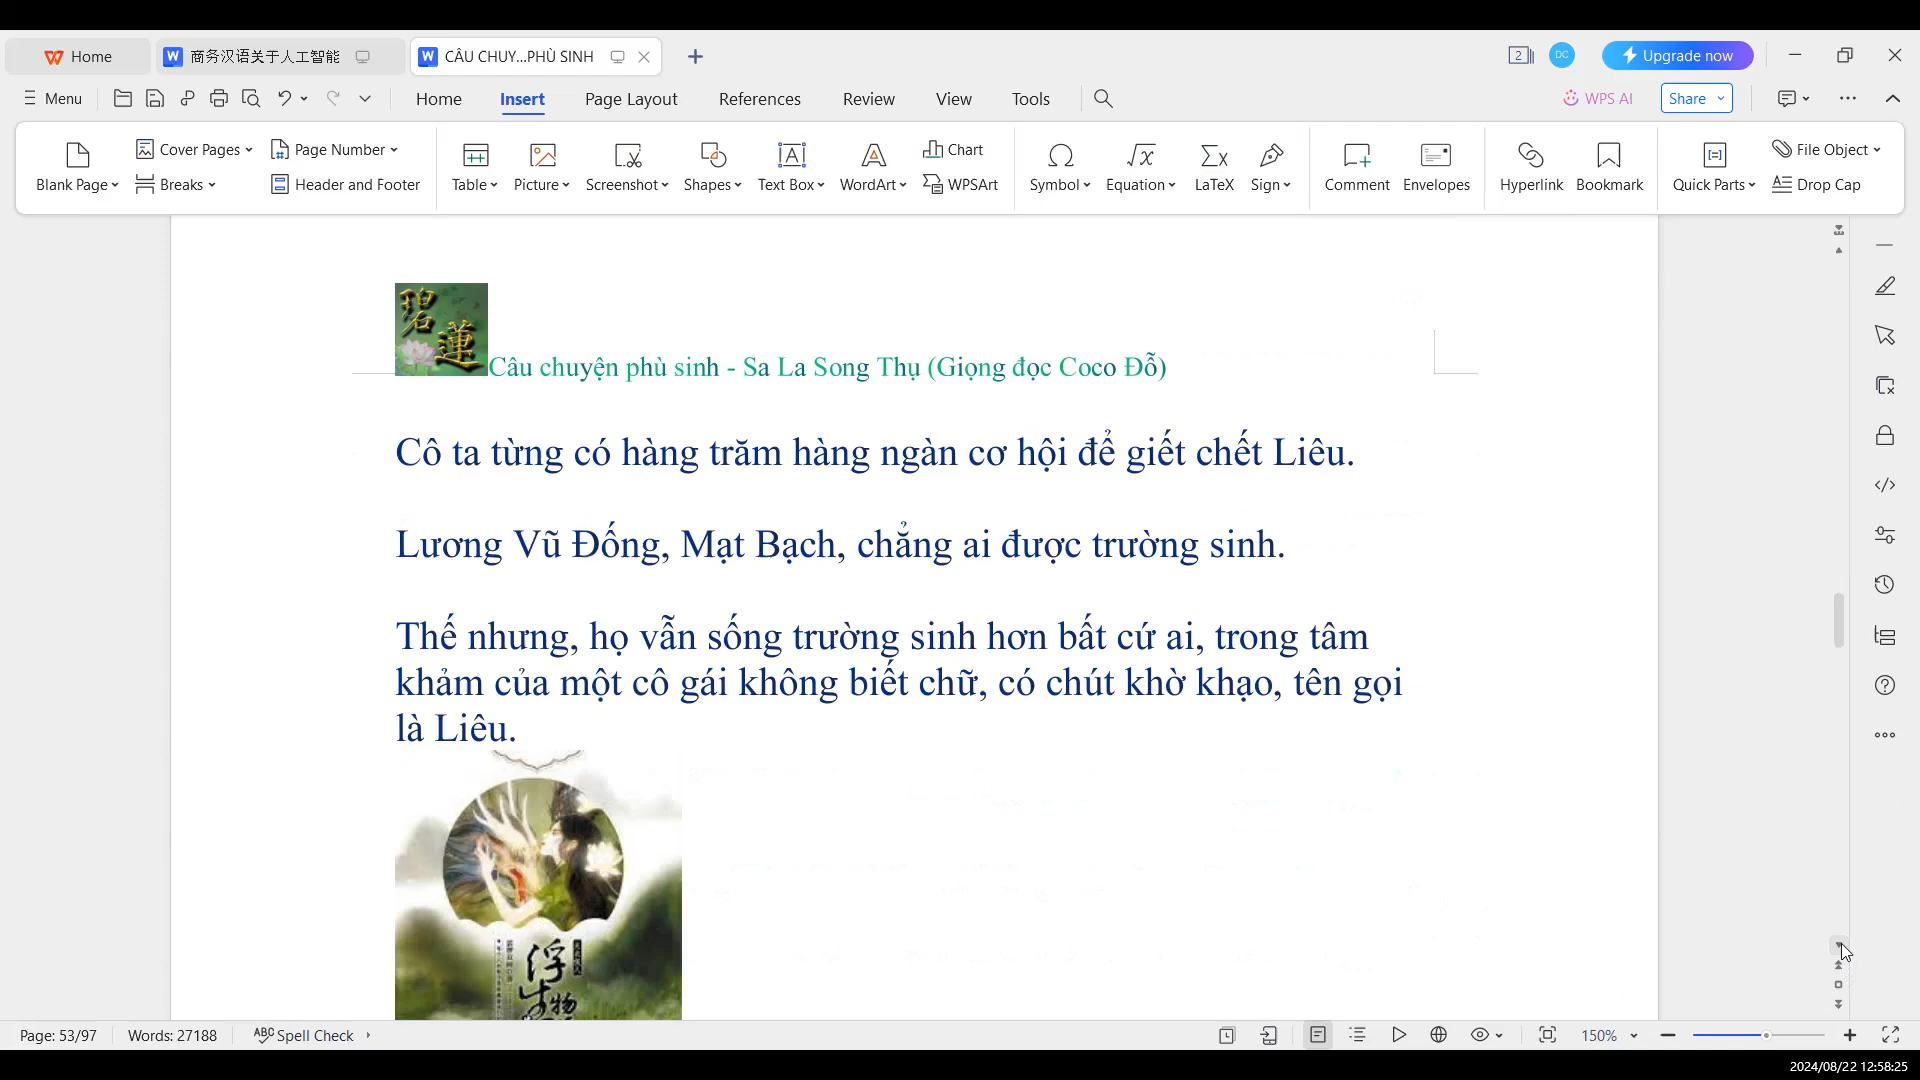 Home
商务汉语关于人工智能
CÂU CHUY...PHÙ SINH
2
DC
Upgrade now
Menu
Home
Insert
Page Layout
References
Review
View
Tools
WPS AI
Share
Blank Page
Cover Pages
Breaks
Page Number
Header and Footer
Table
Picture
Screenshot
Shapes
Text Box
WordArt
Chart
WPSArt
Symbol
Equation
LaTeX
Sign
Comment
Envelopes
Hyperlink
Bookmark
Quick Parts
File Object
Drop Cap
碧
蓮
Câu chuyện phù sinh - Sa La Song Thụ (Giọng đọc Coco Đỗ)
Cô ta từng có hàng trăm hàng ngàn cơ hội để giết chết Liêu.
Lương Vũ Đống, Mạt Bạch, chẳng ai được trường sinh.
Thế nhưng, họ vẫn sống trường sinh hơn bất cứ ai, trong tâm
khảm của một cô gái không biết chữ, có chút khờ khạo, tên gọi
là Liêu.
浮
生
物
Page: 53/97
Words: 27188
Spell Check
150%
2024/08/22 12:58:25